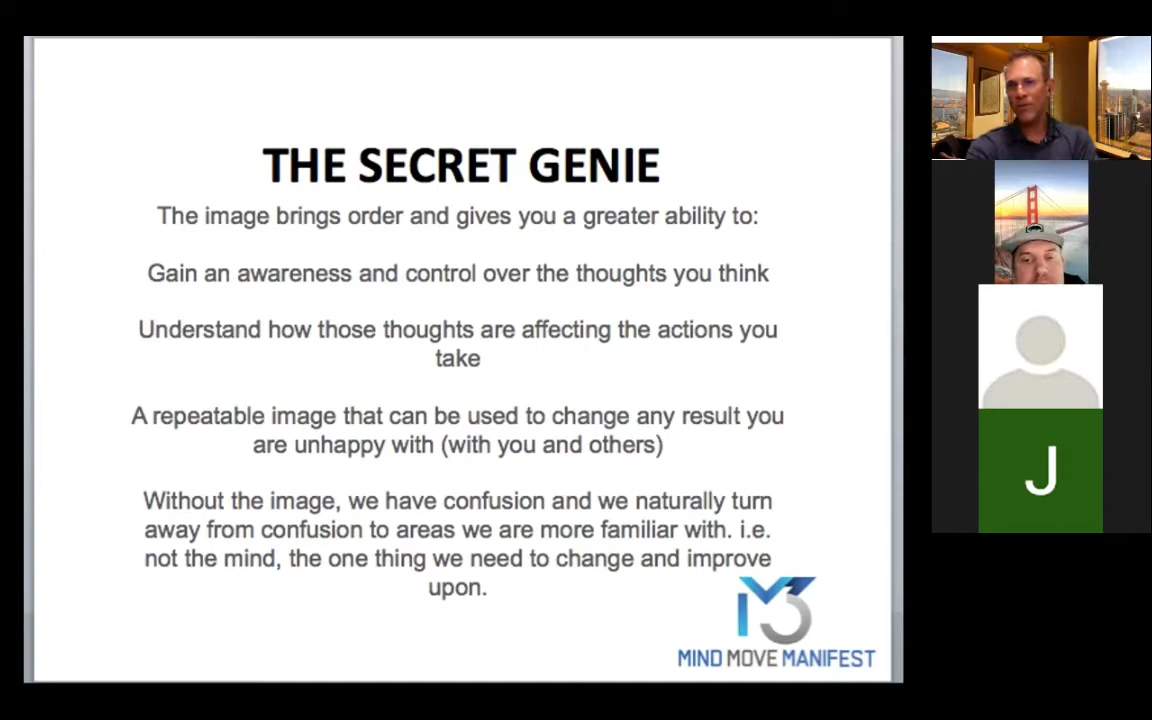 THE SECRET GENIE
The image brings order and gives you a greater ability to:
Gain an awareness and control over the thoughts you think
Understand how those thoughts are affecting the actions you
take
A repeatable image that can be used to change any result you
are unhappy with (with you and others)
Without the image, we have confusion and we naturally turn
away from confusion to areas we are more familiar with. i.e.
not the mind, the one thing we need to change and improve
upon.
M3
MIND MOVE MANIFEST
J